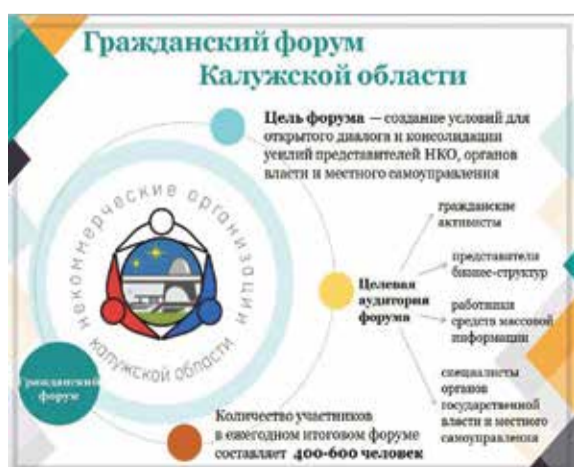 Гражданский форум
Калужской области
Цель форума — создание условий для
открытого диалога и консолидации
усилий представителей НКО, органов
власти и местного самоуправления
некоммерческие организации
калужской области
гражданские
активисты
представители
бизнес-структур
Целевая
аудитория
форума
работники
средств массовой
информации
специалисты
органов
государственной
власти и местного
самоуправления
Гражданский
форум
Количество участников
в ежегодном итоговом форуме
составляет 400-600 человек